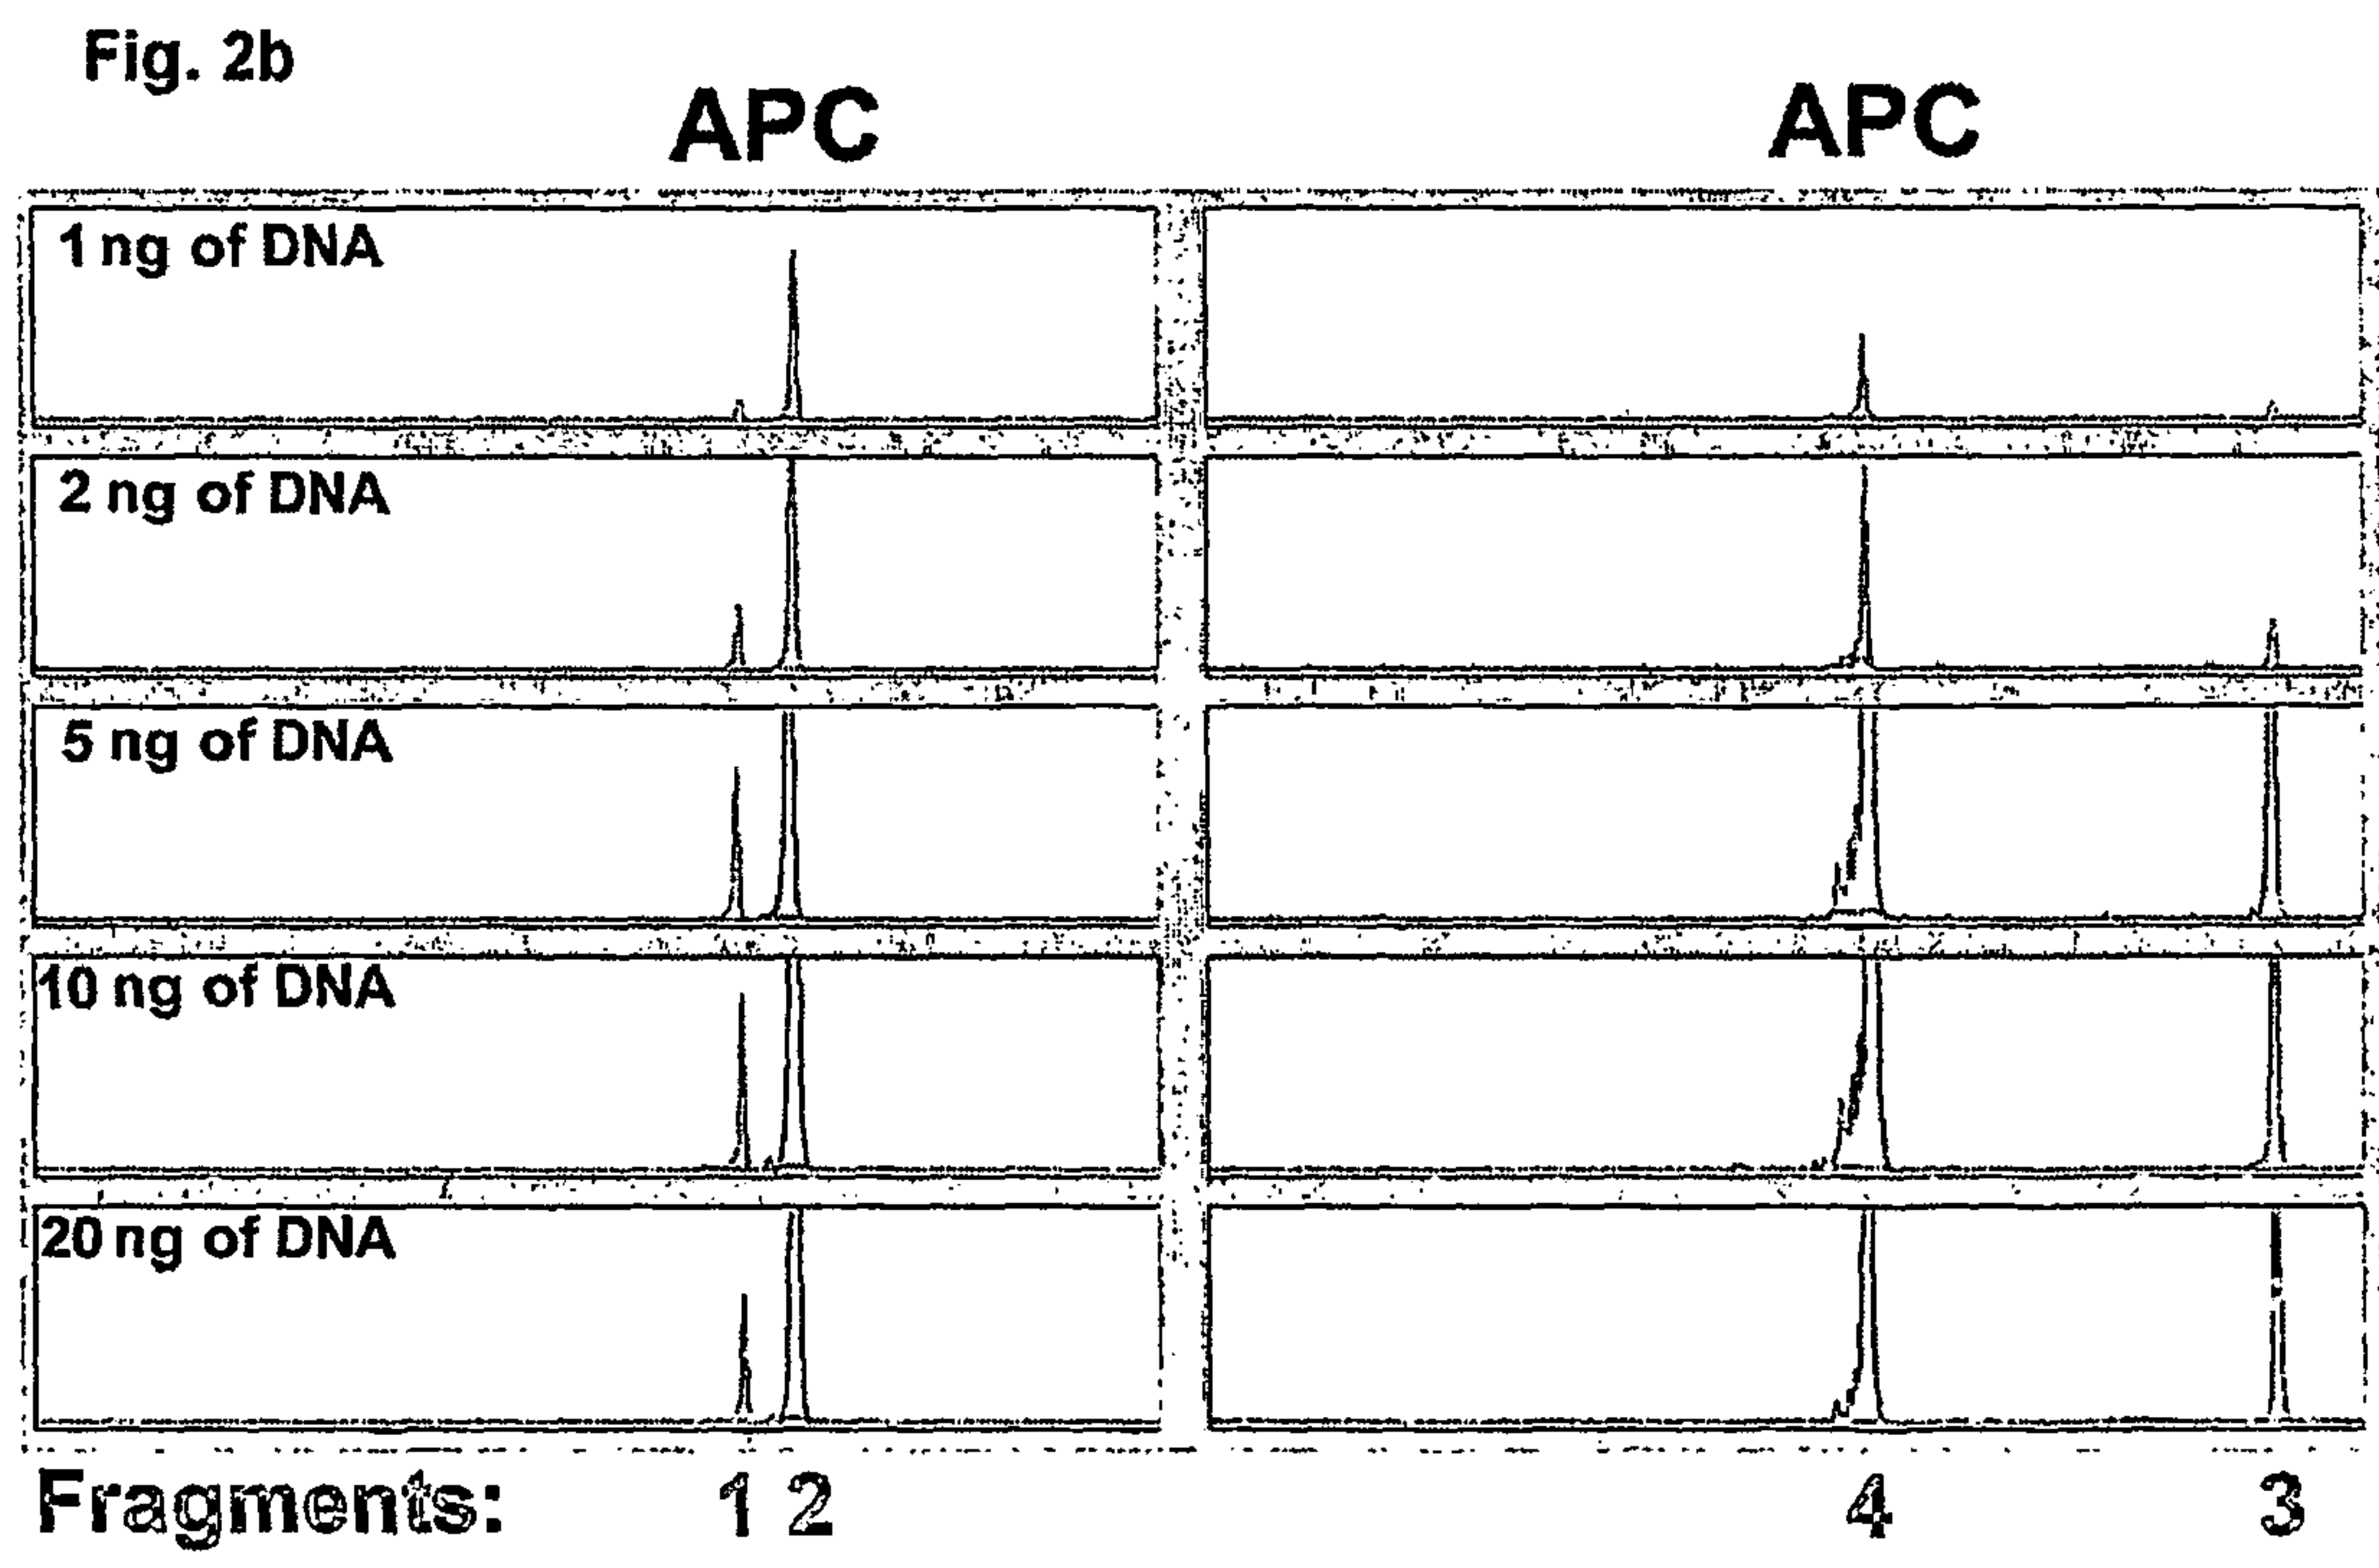 Fig. 2b
APC APC
1 ng of DNA
2 ng of DNA
5 ng of DNA
10 ng of DNA
20 ng of DNA
Fragments: 1 2 4 3